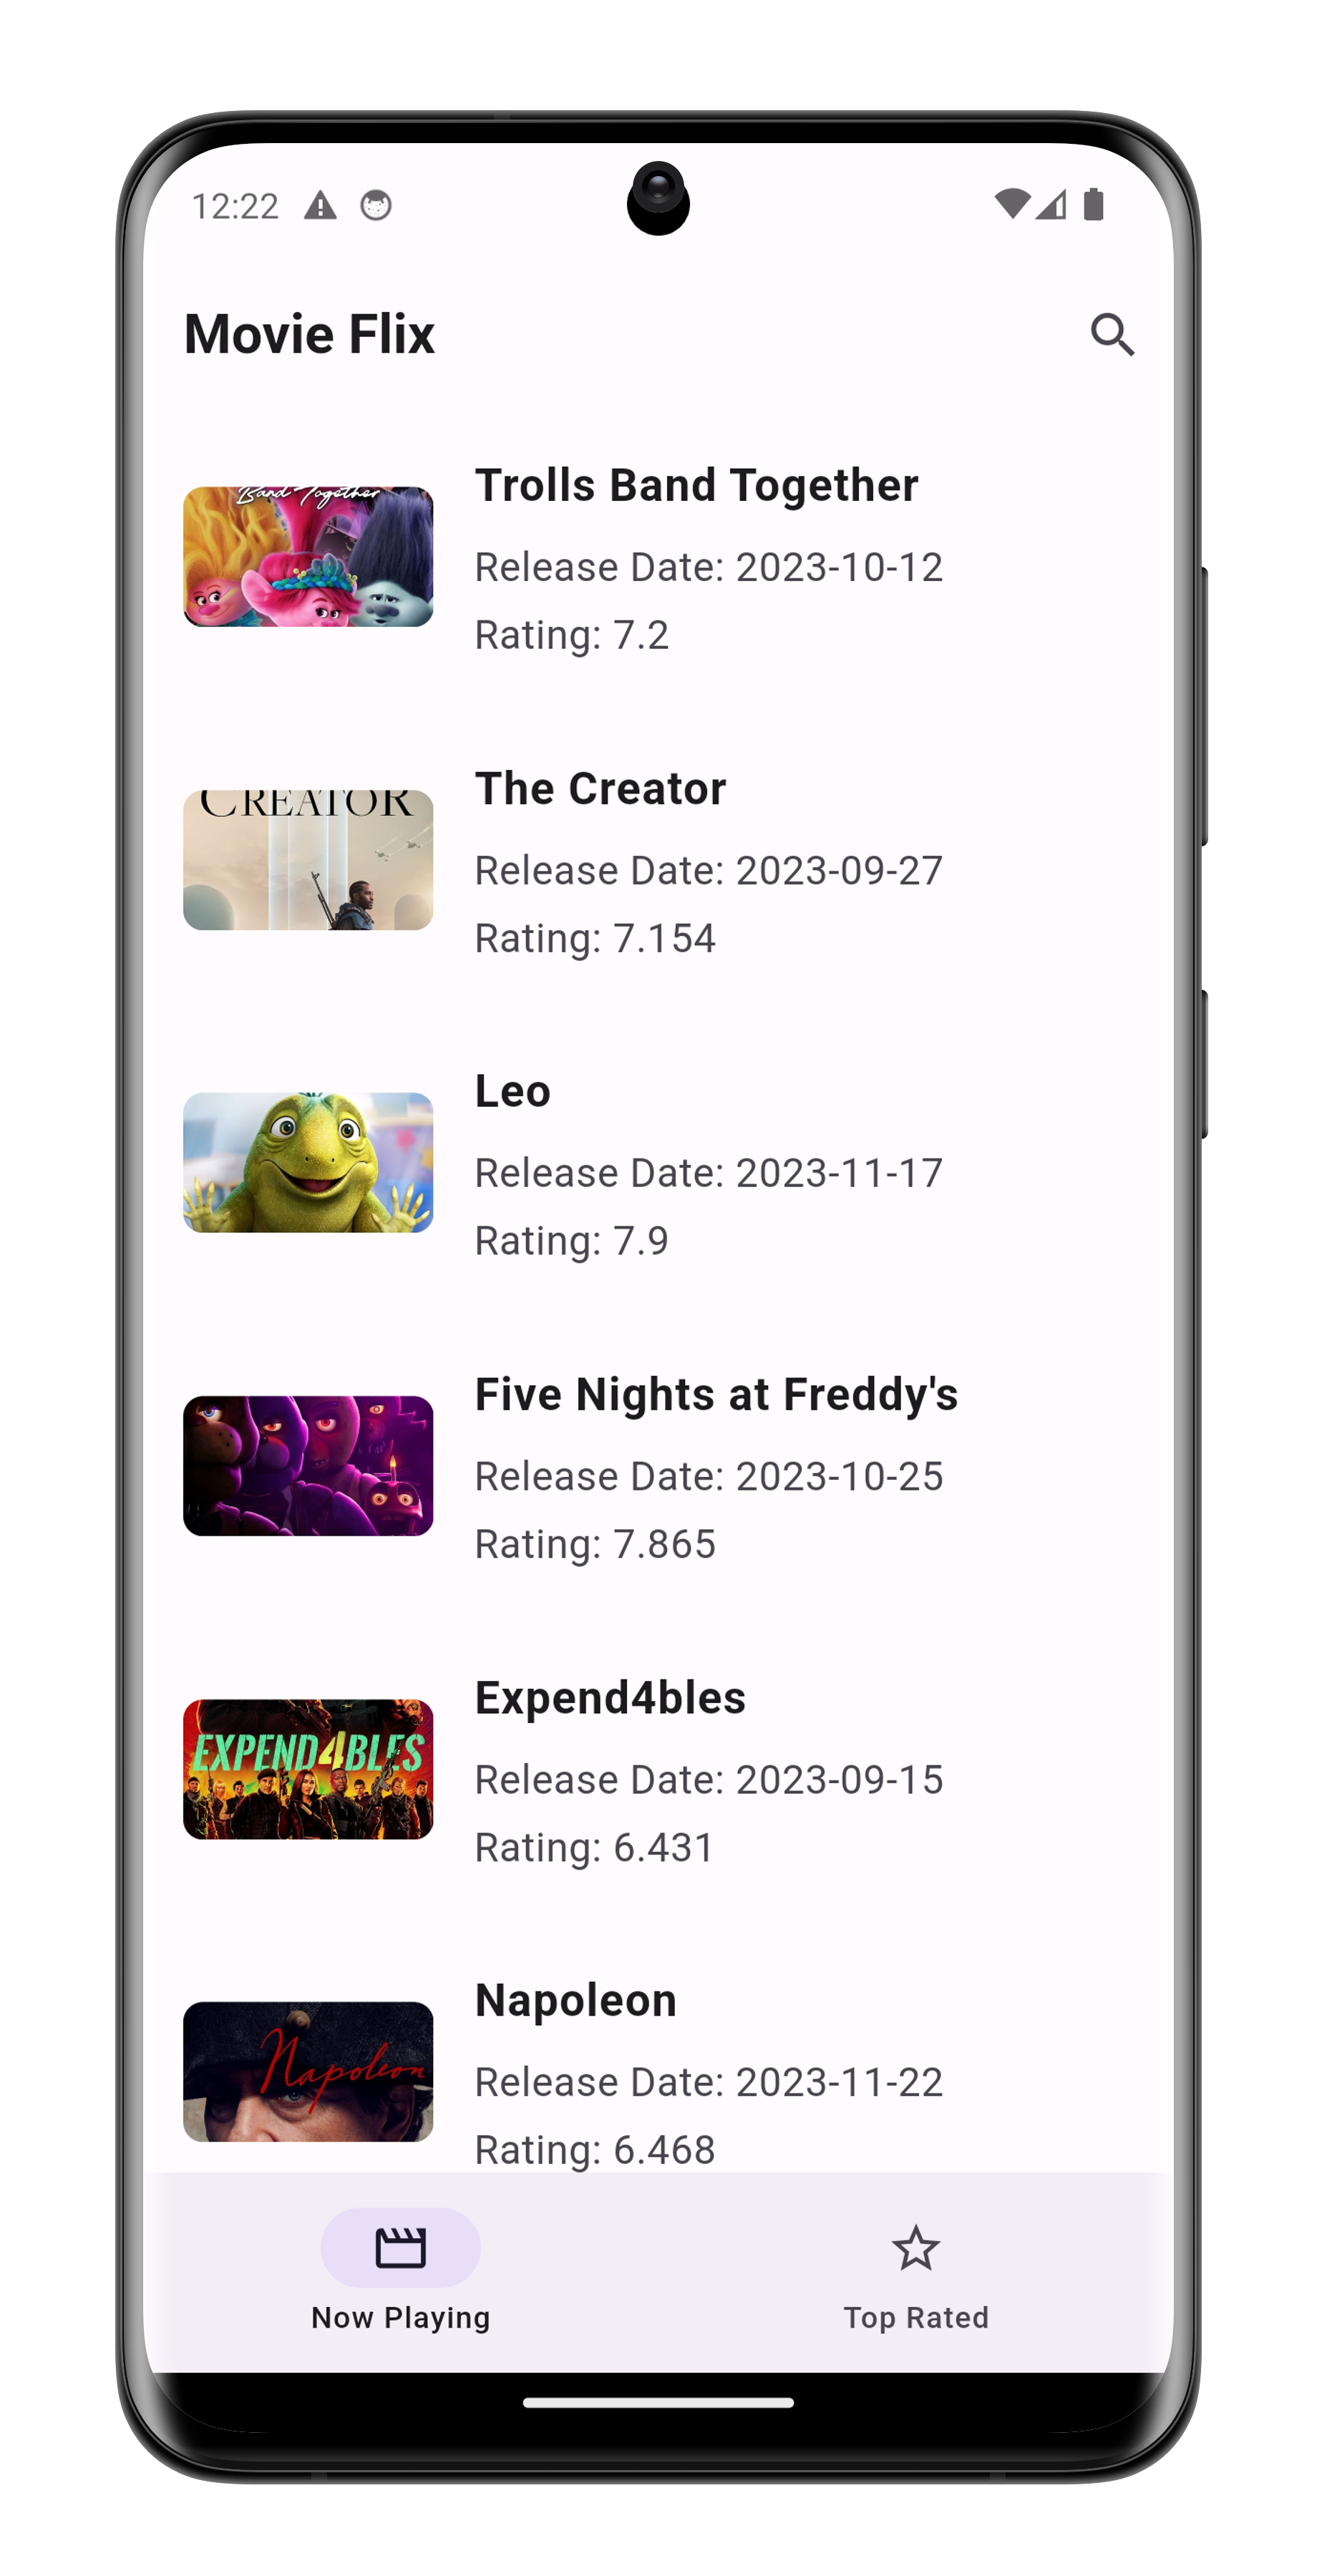 12:22
Movie Flix
Band Together
Trolls Band Together
Release Date: 2023-10-12
Rating: 7.2
CREATOR
The Creator
Release Date: 2023-09-27
Rating: 7.154
Leo
Release Date: 2023-11-17
Rating: 7.9
Five Nights at Freddy's
Release Date: 2023-10-25
Rating: 7.865
EXPEND4BLES
Expend4bles
Release Date: 2023-09-15
Rating: 6.431
Napoleon
Napoleon
Release Date: 2023-11-22
Rating: 6.468
Now Playing
Top Rated